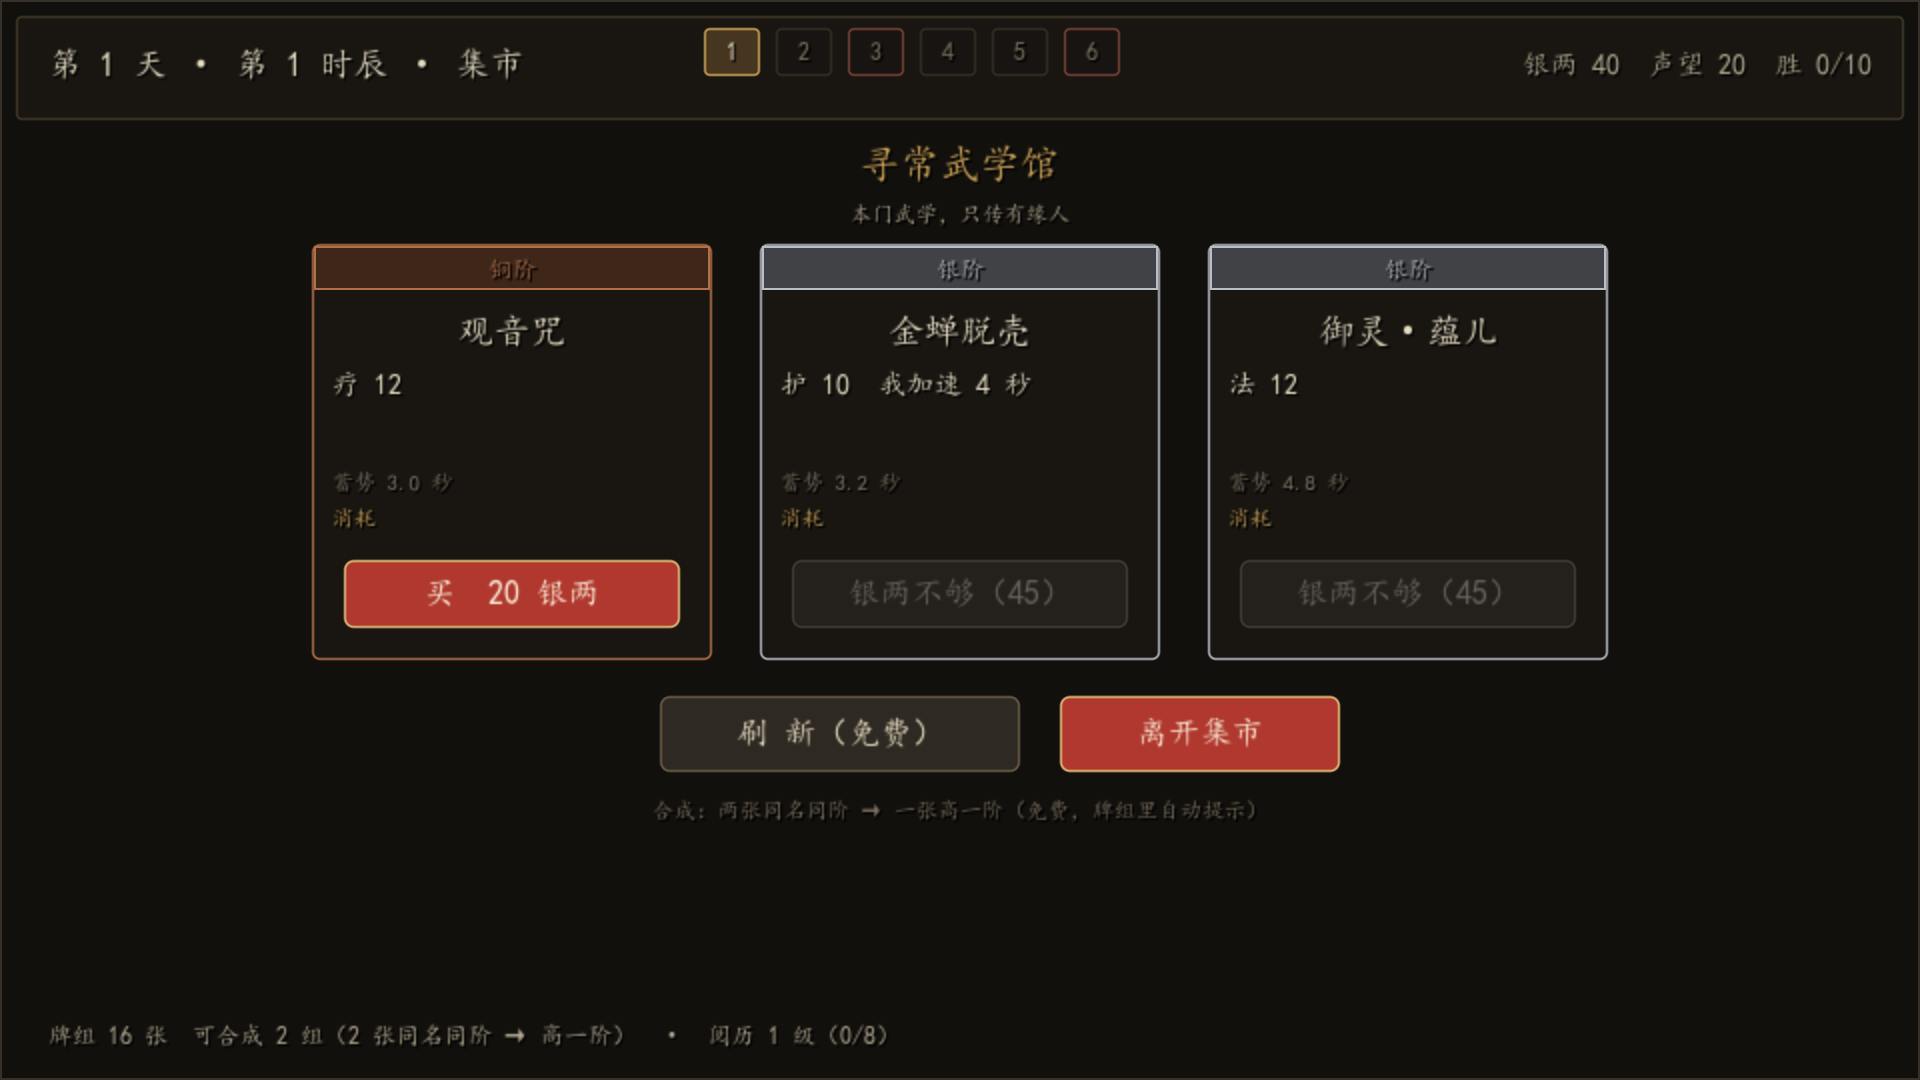 第 1 天 · 第 1 时辰 · 集市
1 2 3 4 5 6
银两 40 声望 20 胜 0/10
寻常武学馆
本门武学，只传有缘人
铜阶
观音咒
疗 12
蓄势 3.0 秒
消耗
买 20 银两
银阶
金蝉脱壳
护 10 我加速 4 秒
蓄势 3.2 秒
消耗
银两不够（45）
银阶
御灵·蕴儿
法 12
蓄势 4.8 秒
消耗
银两不够（45）
刷 新（免费）
离开集市
合成：两张同名同阶 → 一张高一阶（免费，牌组里自动提示）
牌组 16 张 可合成 2 组（2 张同名同阶 → 高一阶） · 阅历 1 级（0/8）